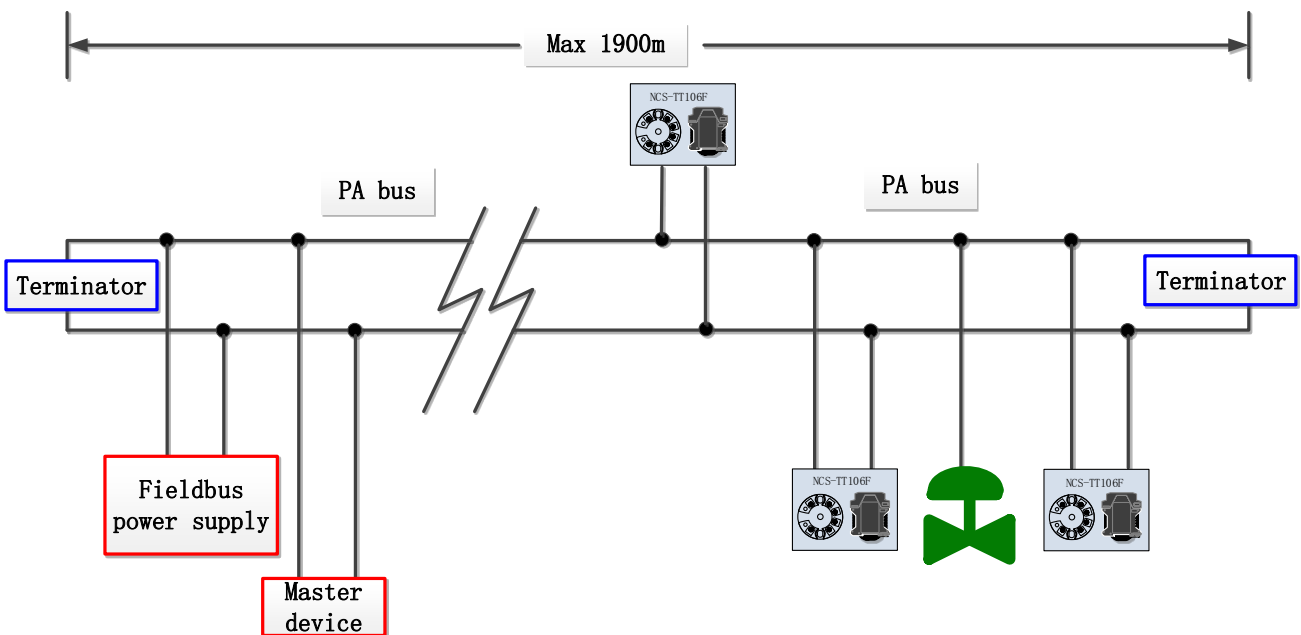 Max 1900m
NCS-TT106F
PA bus
PA bus
Terminator
Terminator
Fieldbus
power supply
NCS-TT106F
NCS-TT106F
Master
device